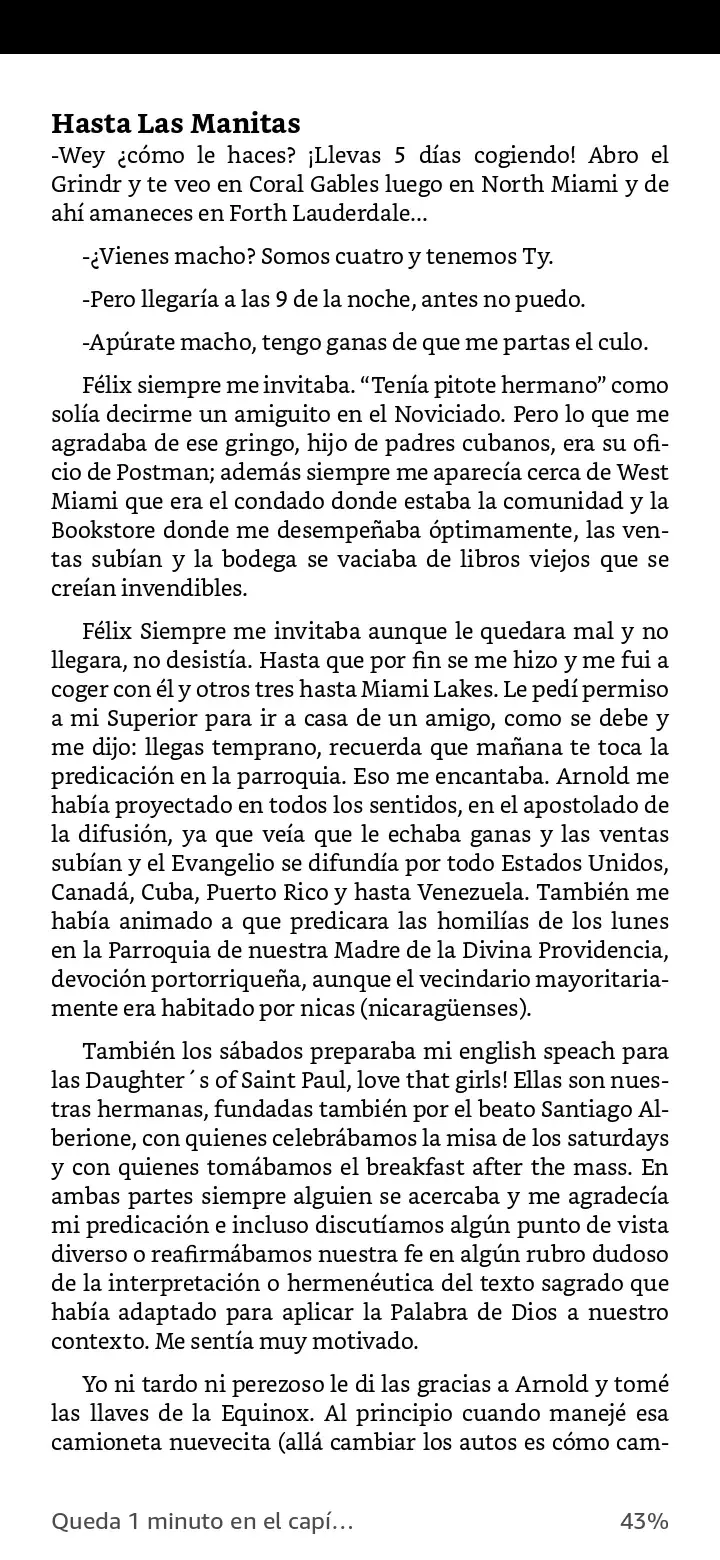 Hasta Las Manitas
-Wey ¿cómo le haces? ¡Llevas 5 días cogiendo! Abro el
Grindr y te veo en Coral Gables luego en North Miami y de
ahí amaneces en Forth Lauderdale...
-¿Vienes macho? Somos cuatro y tenemos Ty.
-Pero llegaría a las 9 de la noche, antes no puedo.
-Apúrate macho, tengo ganas de que me partas el culo.
Félix siempre me invitaba. “Tenía pitote hermano” como
solía decirme un amiguito en el Noviciado. Pero lo que me
agradaba de ese gringo, hijo de padres cubanos, era su ofi-
cio de Postman; además siempre me aparecía cerca de West
Miami que era el condado donde estaba la comunidad y la
Bookstore donde me desempeñaba óptimamente, las ven-
tas subían y la bodega se vaciaba de libros viejos que se
creían invendibles.
Félix Siempre me invitaba aunque le quedara mal y no
llegara, no desistía. Hasta que por fin se me hizo y me fui a
coger con él y otros tres hasta Miami Lakes. Le pedí permiso
a mi Superior para ir a casa de un amigo, como se debe y
me dijo: llegas temprano, recuerda que mañana te toca la
predicación en la parroquia. Eso me encantaba. Arnold me
había proyectado en todos los sentidos, en el apostolado de
la difusión, ya que veía que le echaba ganas y las ventas
subían y el Evangelio se difundía por todo Estados Unidos,
Canadá, Cuba, Puerto Rico y hasta Venezuela. También me
había animado a que predicara las homilías de los lunes
en la Parroquia de nuestra Madre de la Divina Providencia,
devoción portorriqueña, aunque el vecindario mayoritaria-
mente era habitado por nicas (nicaragüenses).
También los sábados preparaba mi english speach para
las Daughter´s of Saint Paul, love that girls! Ellas son nues-
tras hermanas, fundadas también por el beato Santiago Al-
berione, con quienes celebrábamos la misa de los saturdays
y con quienes tomábamos el breakfast after the mass. En
ambas partes siempre alguien se acercaba y me agradecía
mi predicación e incluso discutíamos algún punto de vista
diverso o reafirmábamos nuestra fe en algún rubro dudoso
de la interpretación o hermenéutica del texto sagrado que
había adaptado para aplicar la Palabra de Dios a nuestro
contexto. Me sentía muy motivado.
Yo ni tardo ni perezoso le di las gracias a Arnold y tomé
las llaves de la Equinox. Al principio cuando manejé esa
camioneta nuevecita (allá cambiar los autos es cómo cam-
Queda 1 minuto en el capí... 43%